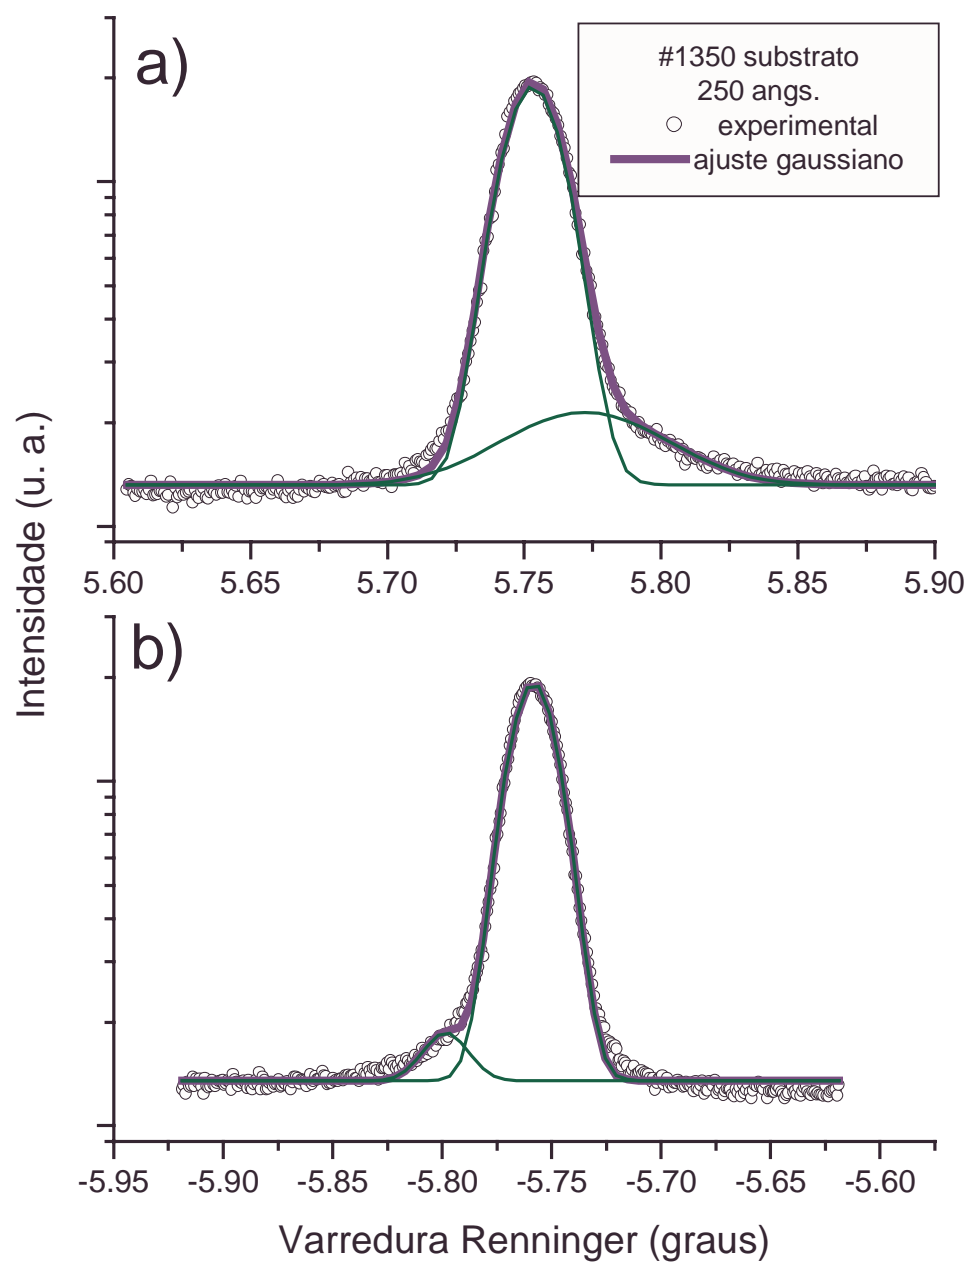 a)
#1350 substrato
250 angs.
experimental
ajuste gaussiano
5.60 5.65 5.70 5.75 5.80 5.85 5.90
Intensidade (u. a.)
b)
-5.95 -5.90 -5.85 -5.80 -5.75 -5.70 -5.65 -5.60
Varredura Renninger (graus)